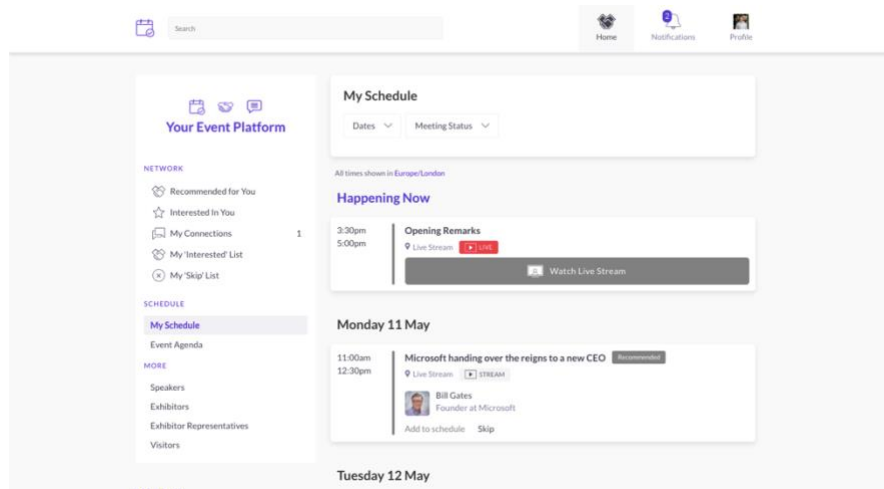 Search
Home
2
Notifications
Profile
Your Event Platform
NETWORK
Recommended for You
Interested In You
My Connections 1
My 'Interested' List
My 'Skip' List
SCHEDULE
My Schedule
Event Agenda
MORE
Speakers
Exhibitors
Exhibitor Representatives
Visitors
My Schedule
Dates
Meeting Status
All times shown in Europe/London
Happening Now
3:30pm
5:00pm
Opening Remarks
Live Stream LIVE
Watch Live Stream
Monday 11 May
11:00am
12:30pm
Microsoft handing over the reigns to a new CEO Recommended
Live Stream STREAM
Bill Gates
Founder at Microsoft
Add to schedule Skip
Tuesday 12 May